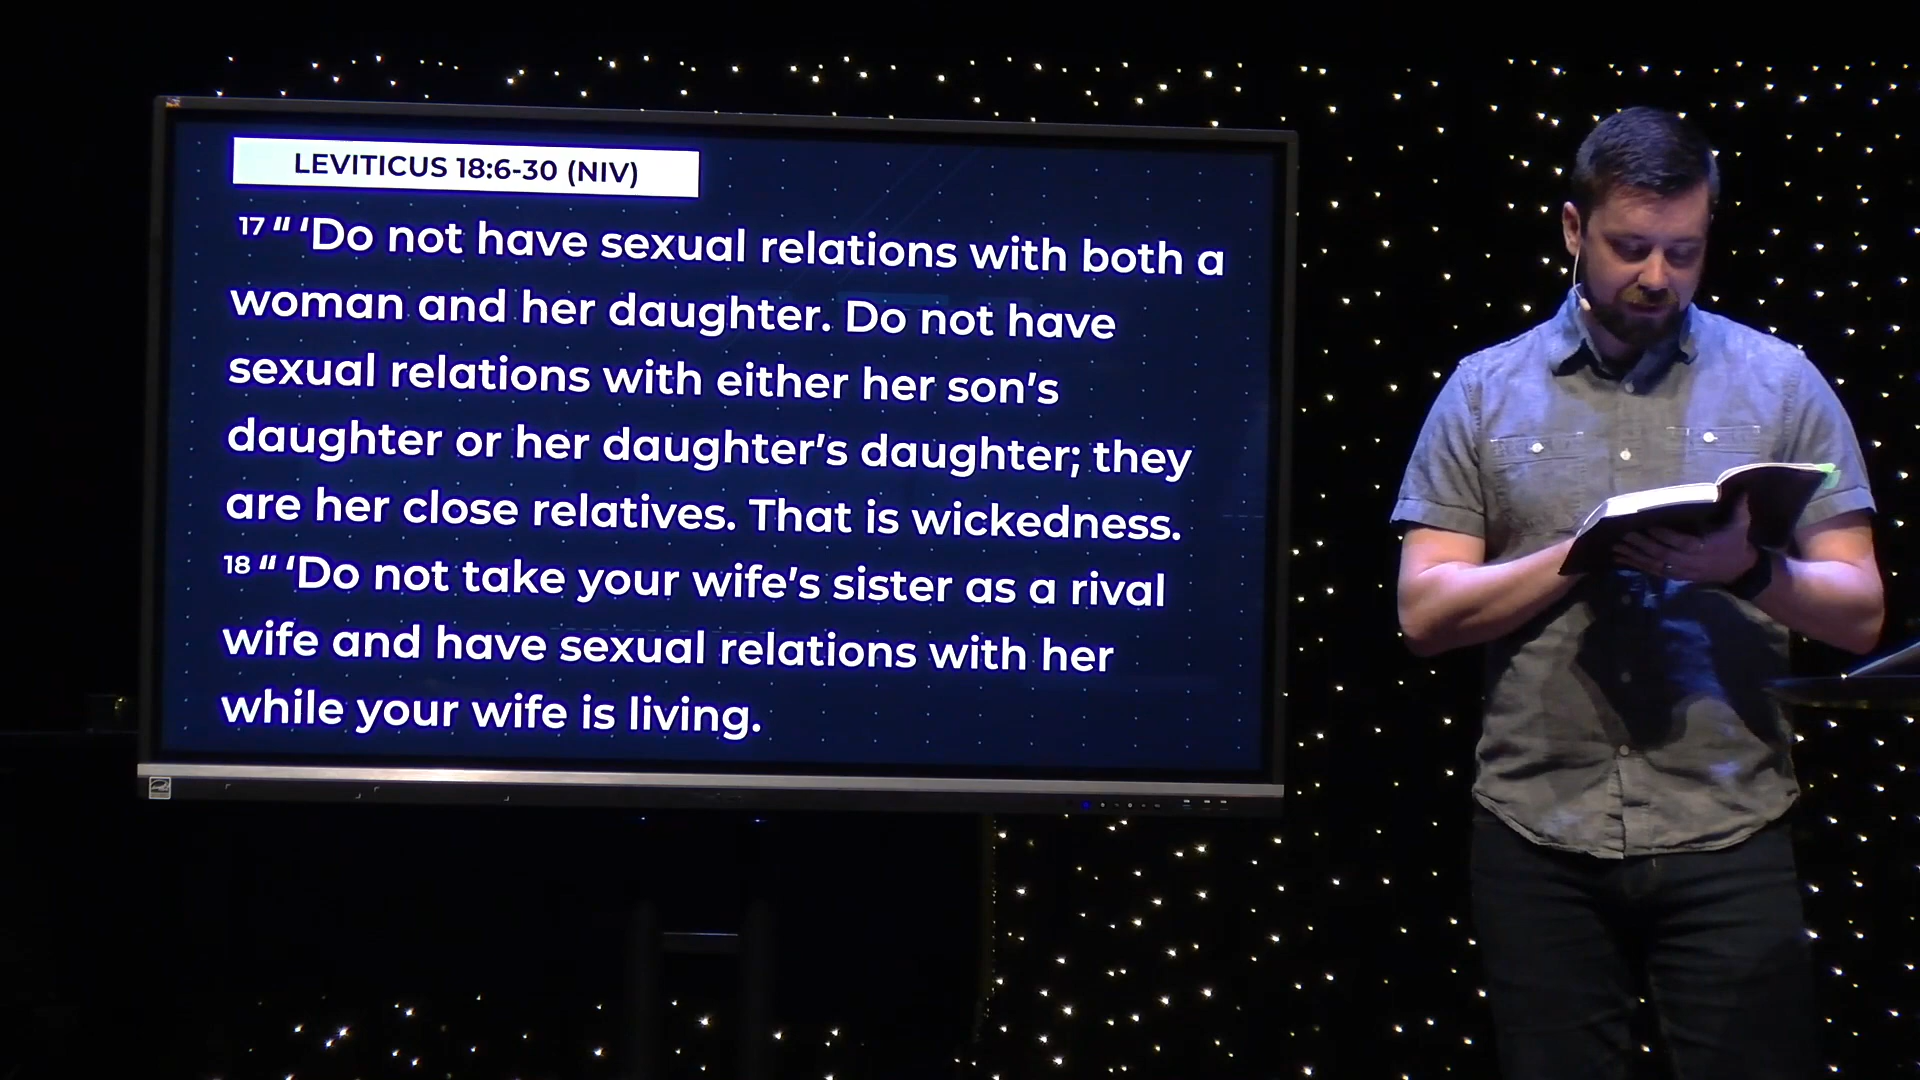 LEVITICUS 18:6-30 (NIV)
17 “ ‘Do not have sexual relations with both a
woman and her daughter. Do not have
sexual relations with either her son’s
daughter or her daughter’s daughter; they
are her close relatives. That is wickedness.
18 “ ‘Do not take your wife’s sister as a rival
wife and have sexual relations with her
while your wife is living.